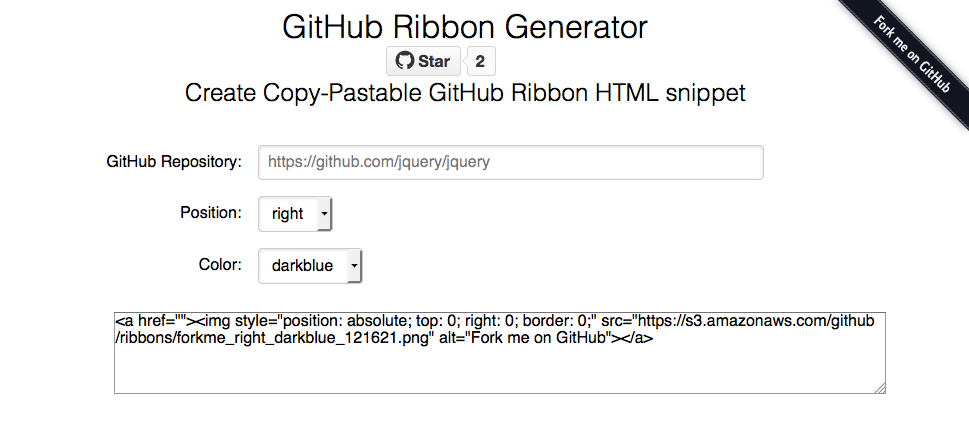 GitHub Ribbon Generator
Fork me on GitHub
Star 2
Create Copy-Pastable GitHub Ribbon HTML snippet
GitHub Repository: https://github.com/jquery/jquery
Position: right
Color: darkblue
<a href=""><img style="position: absolute; top: 0; right: 0; border: 0;" src="https://s3.amazonaws.com/github
/ribbons/forkme_right_darkblue_121621.png" alt="Fork me on GitHub"></a>